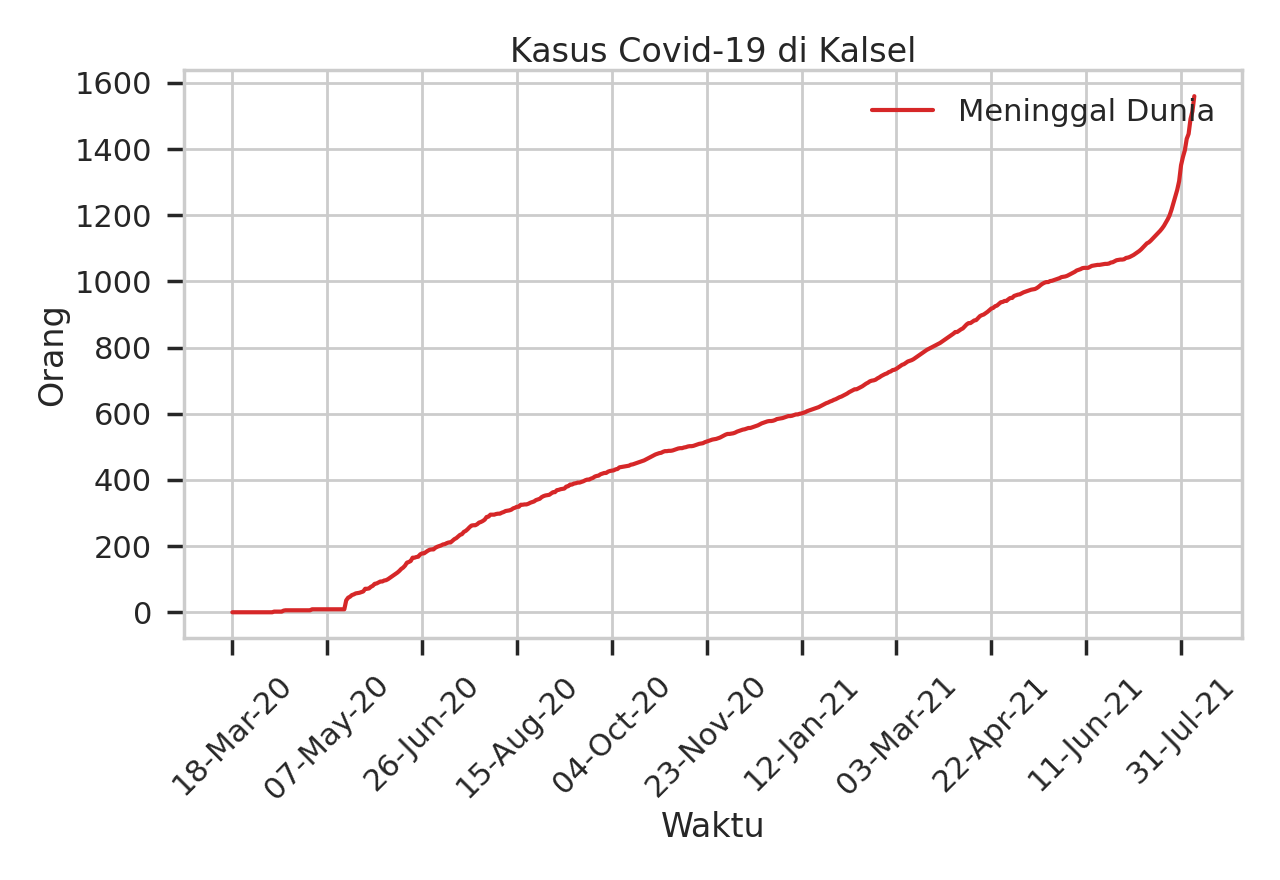 Kasus Covid-19 di Kalsel
Meninggal Dunia
1600
1400
1200
1000
800
600
400
200
0
Orang
18-Mar-20
07-May-20
26-Jun-20
15-Aug-20
04-Oct-20
23-Nov-20
12-Jan-21
03-Mar-21
22-Apr-21
11-Jun-21
31-Jul-21
Waktu